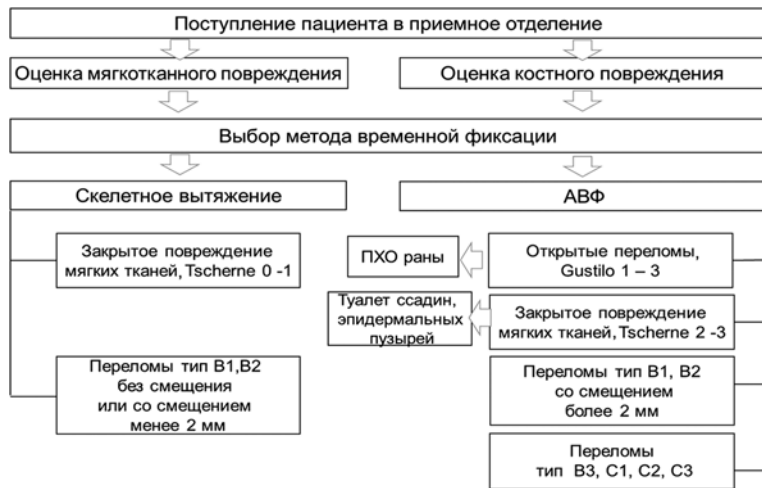 Поступление пациента в приемное отделение
Оценка мягкотканного повреждения
Оценка костного повреждения
Выбор метода временной фиксации
Скелетное вытяжение
АВФ
Закрытое повреждение
мягких тканей, Tscherne 0 -1
ПХО раны
Открытые переломы,
Gustilo 1 – 3
Туалет ссадин,
эпидермальных
пузырей
Закрытое повреждение
мягких тканей, Tscherne 2 -3
Переломы тип В1,В2
без смещения
или со смещением
менее 2 мм
Переломы тип В1, В2
со смещением
более 2 мм
Переломы
тип В3, С1, С2, С3